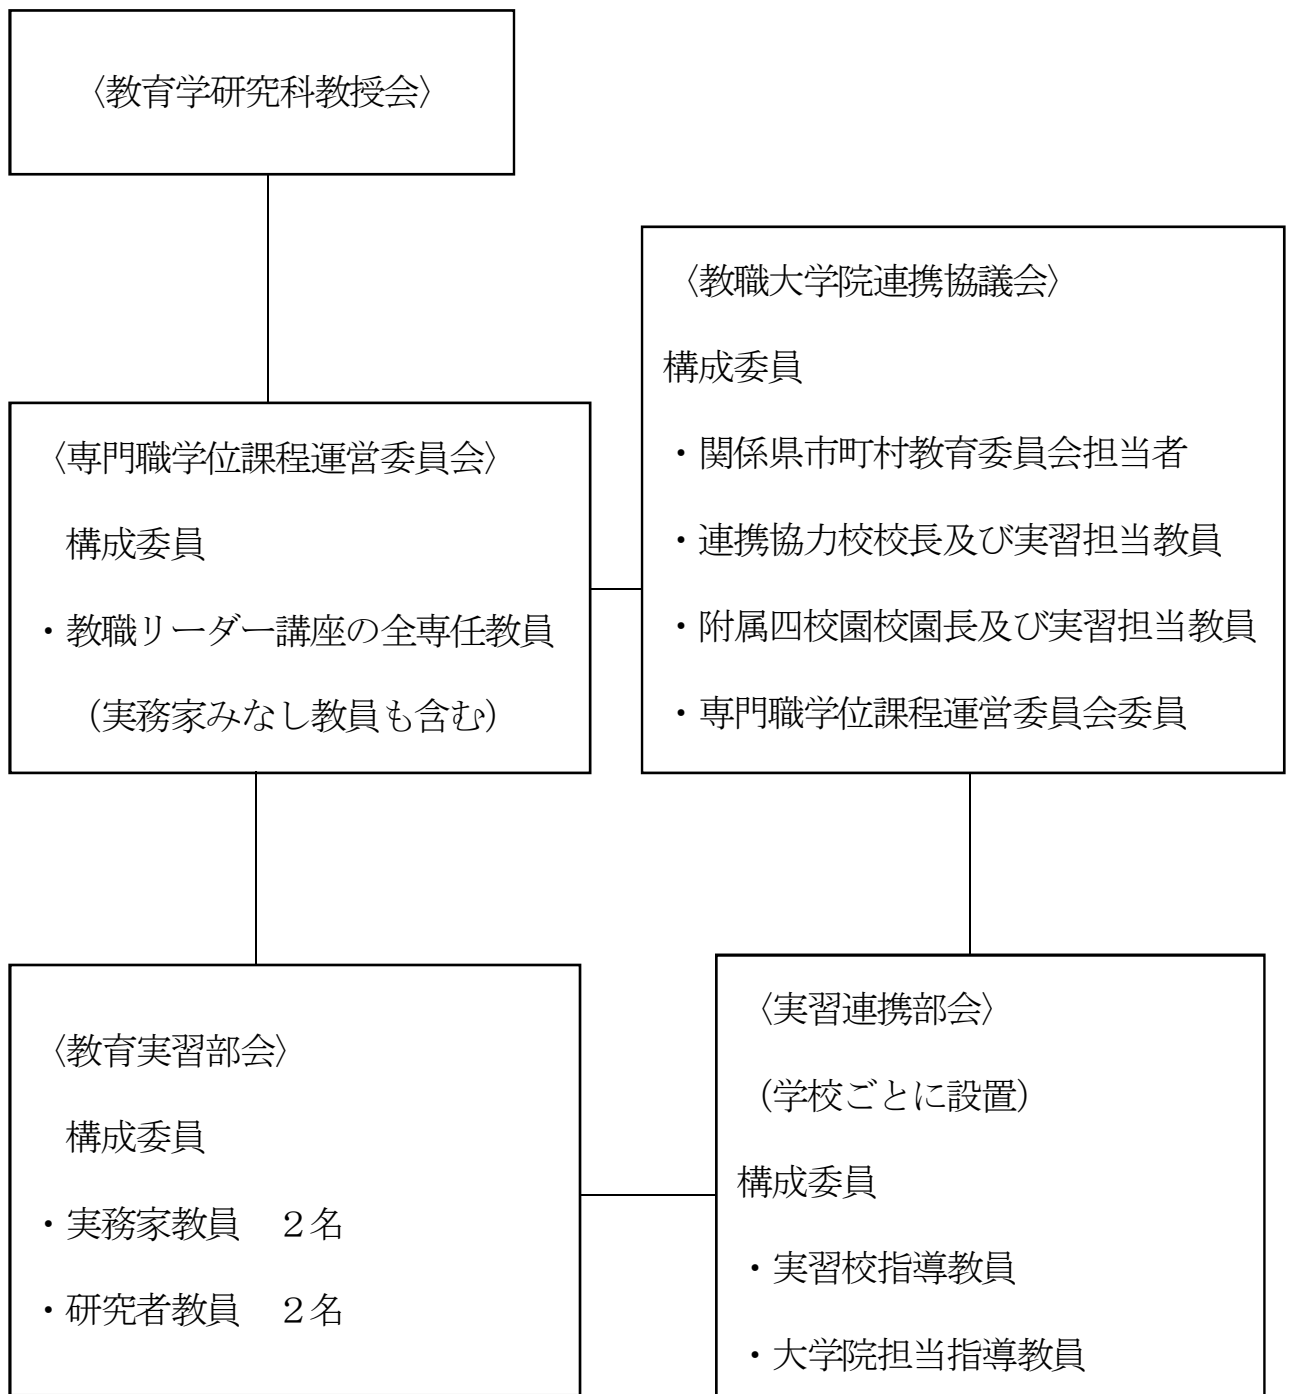 〈教育学研究科教授会〉
〈教職大学院連携協議会〉
構成委員
・関係県市町村教育委員会担当者
・連携協力校校長及び実習担当教員
・附属四校園校園長及び実習担当教員
・専門職学位課程運営委員会委員
〈専門職学位課程運営委員会〉
構成委員
・教職リーダー講座の全専任教員
（実務家みなし教員も含む）
〈教育実習部会〉
構成委員
・実務家教員　２名
・研究者教員　２名
〈実習連携部会〉
（学校ごとに設置）
構成委員
・実習校指導教員
・大学院担当指導教員